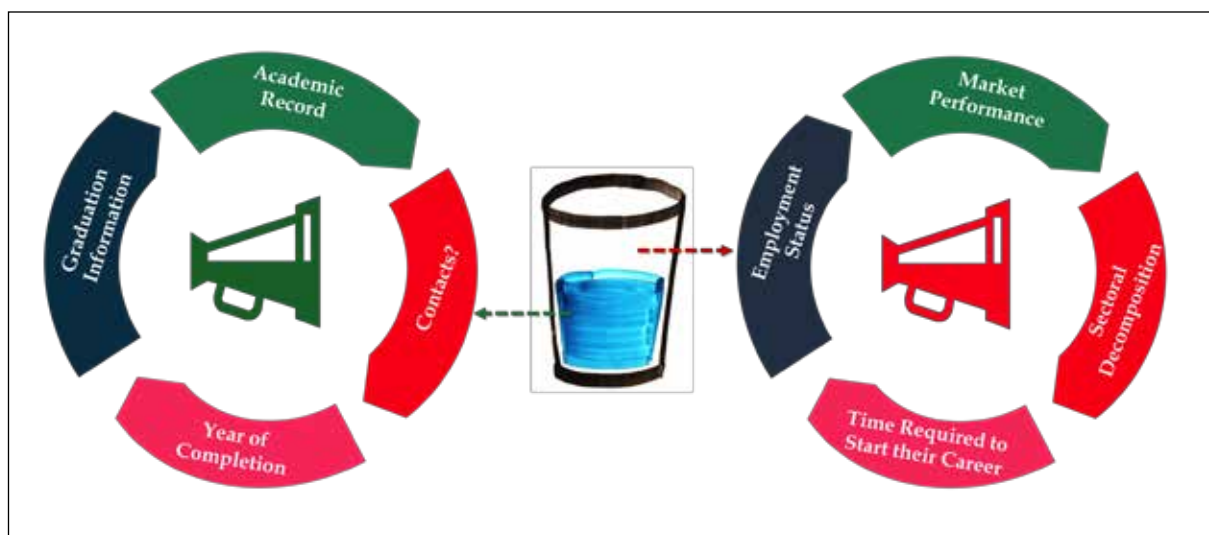 Academic
Record
Contacts?
Year of
Completion
Graduation
Information
Market
Performance
Sectoral
Decomposition
Time Required to
Start their Career
Employment
Status